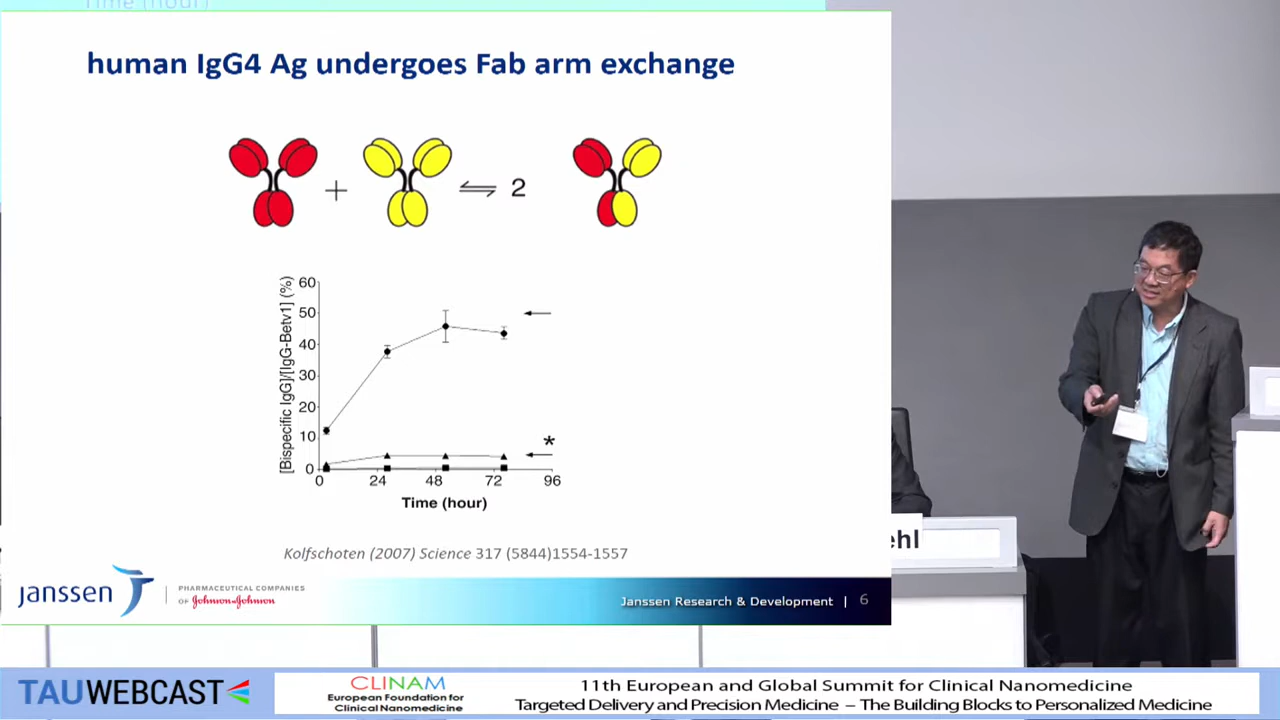 Time (hour)
human IgG4 Ag undergoes Fab arm exchange
+
2
[Bispecific IgG]/[IgG-Betv1] (%)
60
50
40
30
20
10
0
*
0 24 48 72 96
Time (hour)
Kolfschoten (2007) Science 317 (5844)1554-1557
janssen
PHARMACEUTICAL COMPANIES
OF Johnson & Johnson
Janssen Research & Development | 6
ehl
TAUWEBCAST
CLINAM
European Foundation for
Clinical Nanomedicine
11th European and Global Summit for Clinical Nanomedicine
Targeted Delivery and Precision Medicine – The Building Blocks to Personalized Medicine